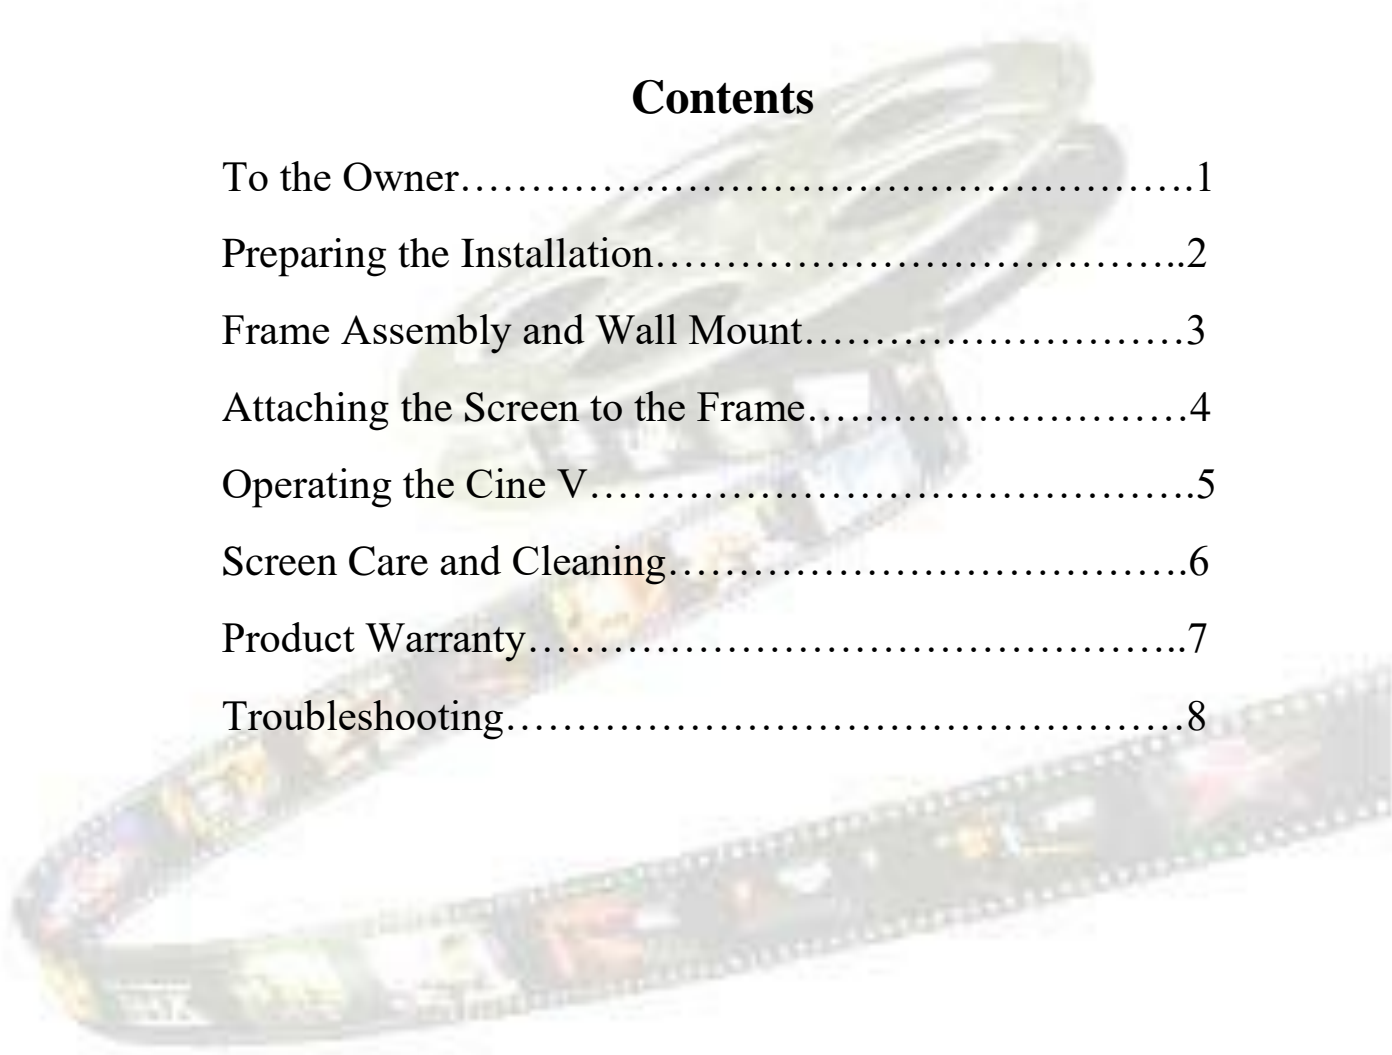 Contents
To the Owner…………………………………………….1
Preparing the Installation………………………………..2
Frame Assembly and Wall Mount………………………3
Attaching the Screen to the Frame………………………4
Operating the Cine V…………………………………….5
Screen Care and Cleaning……………………………….6
Product Warranty………………………………………..7
Troubleshooting…………………………………………8